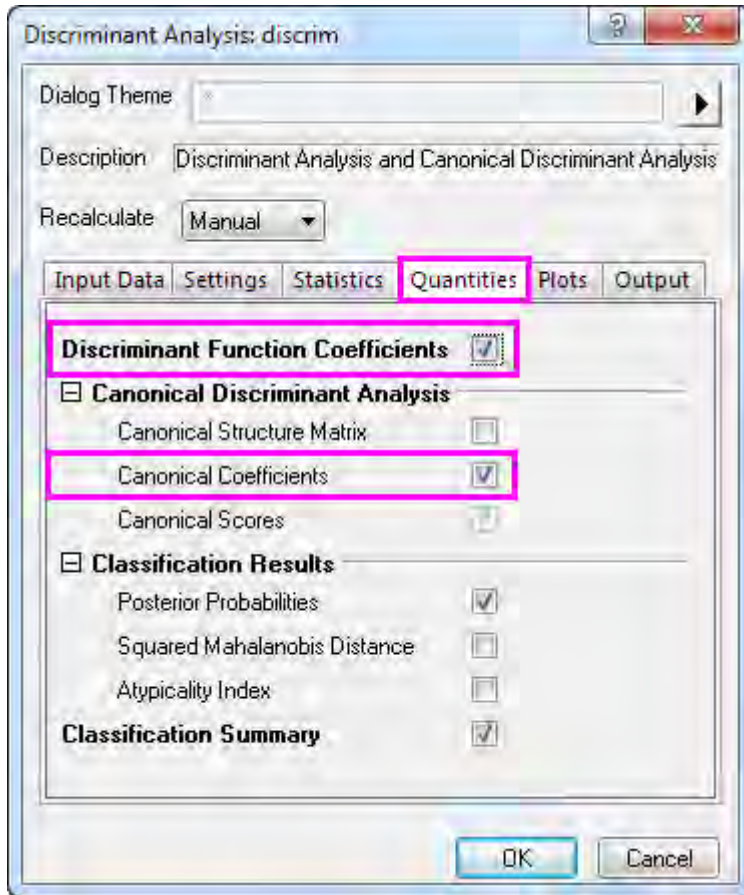 Discriminant Analysis: discrim
Dialog Theme *
Description Discriminant Analysis and Canonical Discriminant Analysis
Recalculate Manual
Input Data Settings Statistics Quantities Plots Output
Discriminant Function Coefficients
Canonical Discriminant Analysis
Canonical Structure Matrix
Canonical Coefficients
Canonical Scores
Classification Results
Posterior Probabilities
Squared Mahalanobis Distance
Atypicality Index
Classification Summary
OK Cancel